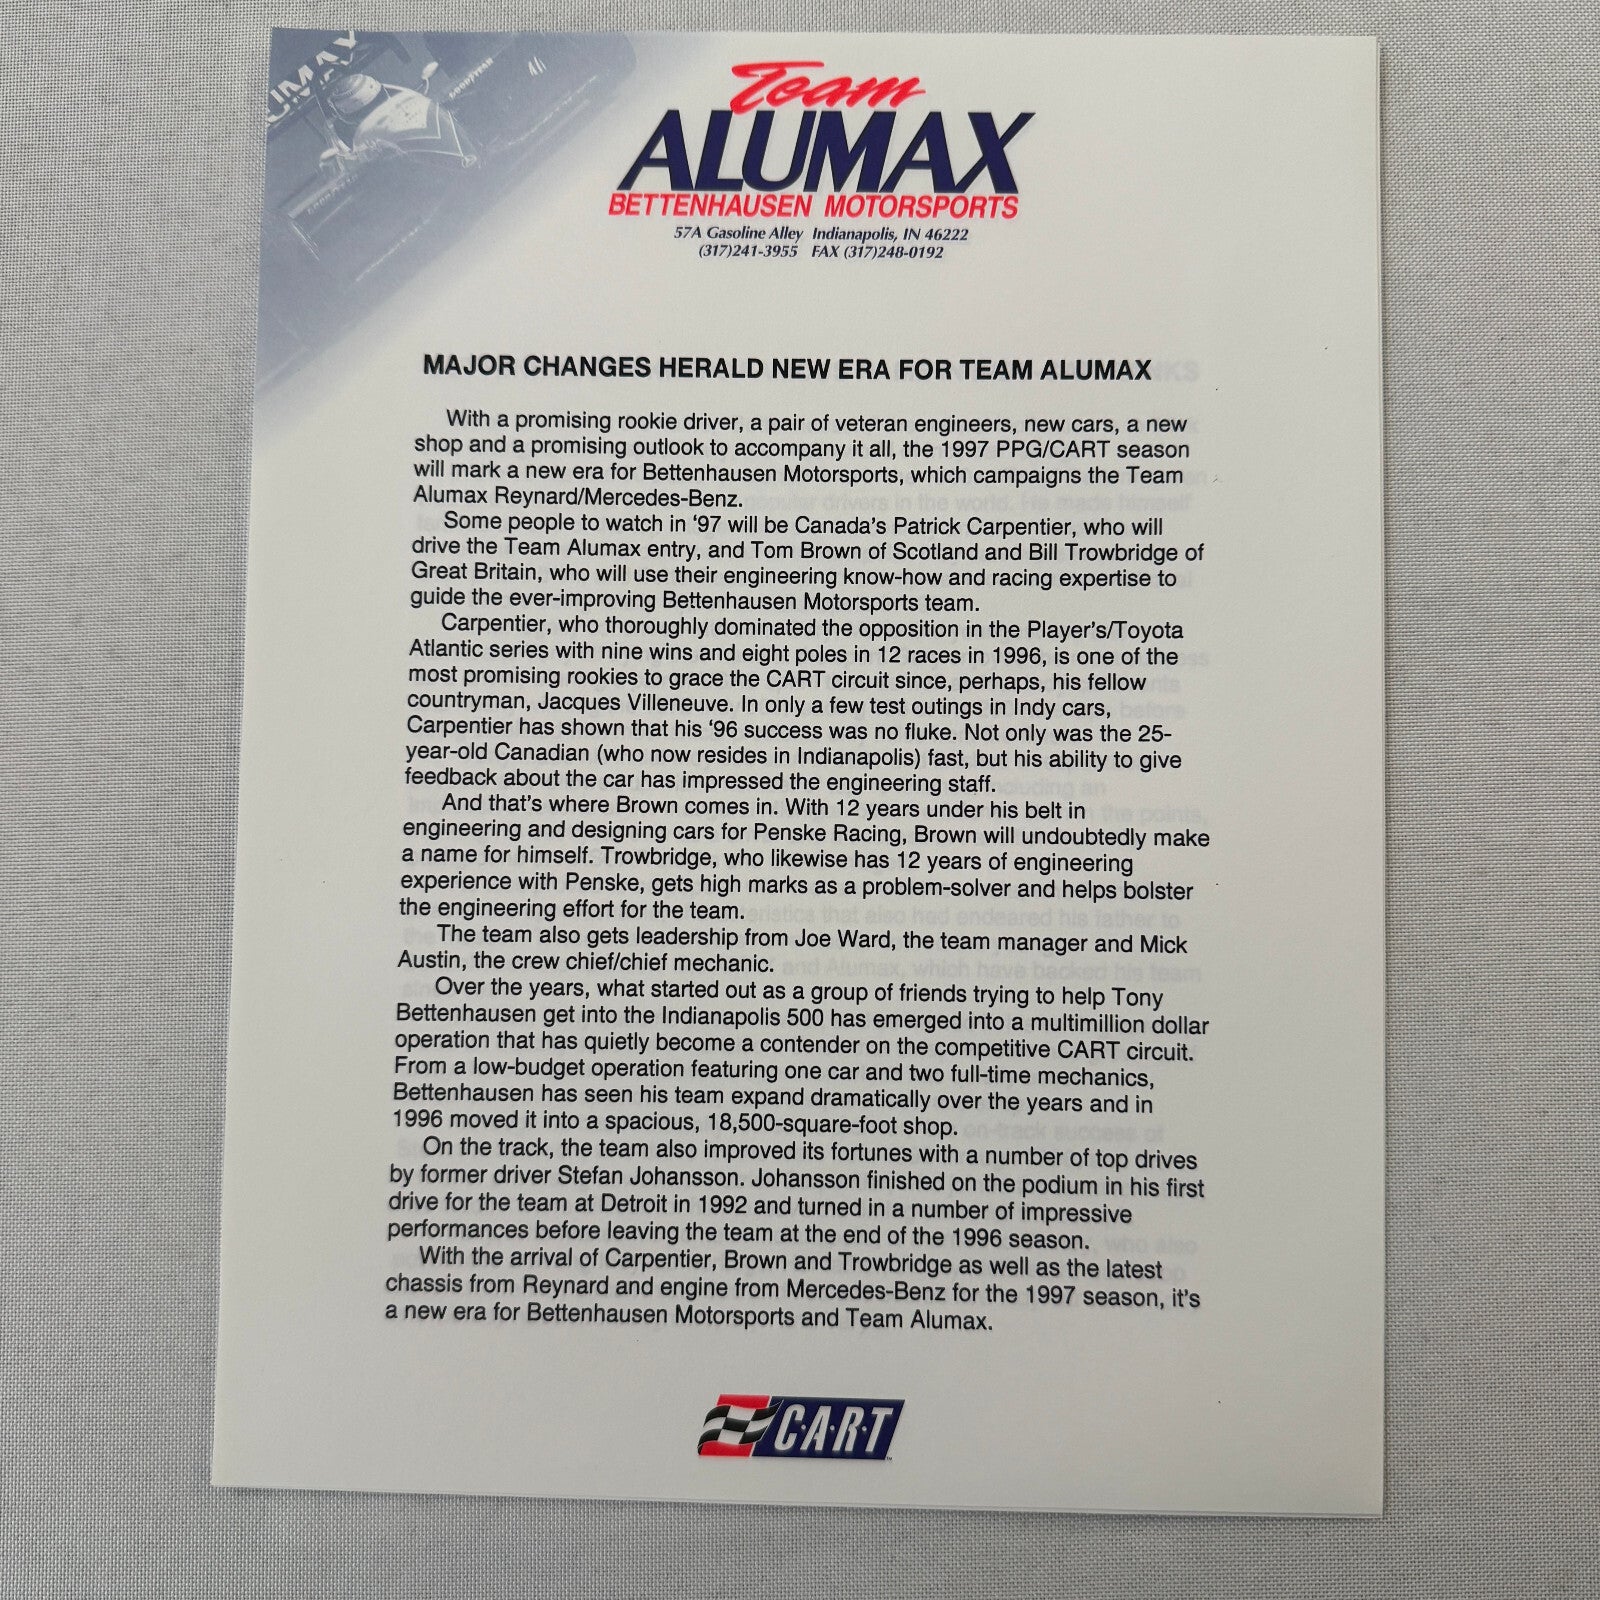 UMAX
GOODYEAR
Team
ALUMAX
BETTENHAUSEN MOTORSPORTS
57A Gasoline Alley Indianapolis, IN 46222
(317)241-3955 FAX (317)248-0192
MAJOR CHANGES HERALD NEW ERA FOR TEAM ALUMAX
With a promising rookie driver, a pair of veteran engineers, new cars, a new
shop and a promising outlook to accompany it all, the 1997 PPG/CART season
will mark a new era for Bettenhausen Motorsports, which campaigns the Team
Alumax Reynard/Mercedes-Benz.
Some people to watch in '97 will be Canada's Patrick Carpentier, who will
drive the Team Alumax entry, and Tom Brown of Scotland and Bill Trowbridge of
Great Britain, who will use their engineering know-how and racing expertise to
guide the ever-improving Bettenhausen Motorsports team.
Carpentier, who thoroughly dominated the opposition in the Player's/Toyota
Atlantic series with nine wins and eight poles in 12 races in 1996, is one of the
most promising rookies to grace the CART circuit since, perhaps, his fellow
countryman, Jacques Villeneuve. In only a few test outings in Indy cars,
Carpentier has shown that his '96 success was no fluke. Not only was the 25-
year-old Canadian (who now resides in Indianapolis) fast, but his ability to give
feedback about the car has impressed the engineering staff.
And that's where Brown comes in. With 12 years under his belt in
engineering and designing cars for Penske Racing, Brown will undoubtedly make
a name for himself. Trowbridge, who likewise has 12 years of engineering
experience with Penske, gets high marks as a problem-solver and helps bolster
the engineering effort for the team.
The team also gets leadership from Joe Ward, the team manager and Mick
Austin, the crew chief/chief mechanic.
Over the years, what started out as a group of friends trying to help Tony
Bettenhausen get into the Indianapolis 500 has emerged into a multimillion dollar
operation that has quietly become a contender on the competitive CART circuit.
From a low-budget operation featuring one car and two full-time mechanics,
Bettenhausen has seen his team expand dramatically over the years and in
1996 moved it into a spacious, 18,500-square-foot shop.
On the track, the team also improved its fortunes with a number of top drives
by former driver Stefan Johansson. Johansson finished on the podium in his first
drive for the team at Detroit in 1992 and turned in a number of impressive
performances before leaving the team at the end of the 1996 season.
With the arrival of Carpentier, Brown and Trowbridge as well as the latest
chassis from Reynard and engine from Mercedes-Benz for the 1997 season, it's
a new era for Bettenhausen Motorsports and Team Alumax.
C·A·R·T